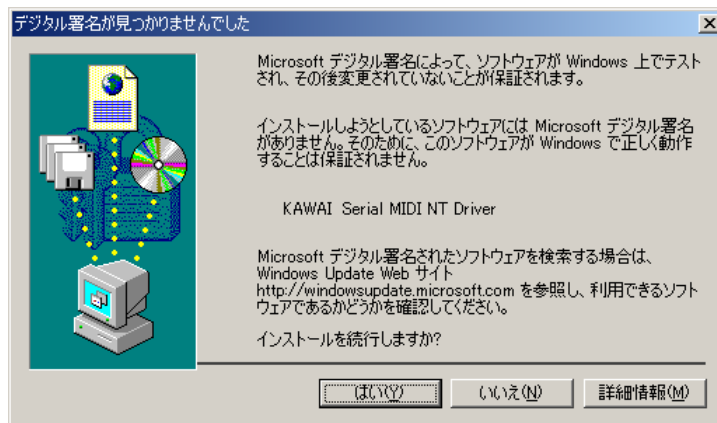 デジタル署名が見つかりませんでした
Microsoft デジタル署名によって、ソフトウェアが Windows 上でテスト
され、その後変更されていないことが保証されます。
インストールしようとしているソフトウェアには Microsoft デジタル署名
がありません。そのために、このソフトウェアが Windows で正しく動作
することは保証されません。
KAWAI Serial MIDI NT Driver
Microsoft デジタル署名されたソフトウェアを検索する場合は、
Windows Update Web サイト
http://windowsupdate.microsoft.com を参照し、利用できるソフト
ウェアであるかどうかを確認してください。
インストールを続行しますか?
はい(Y)
いいえ(N)
詳細情報(M)